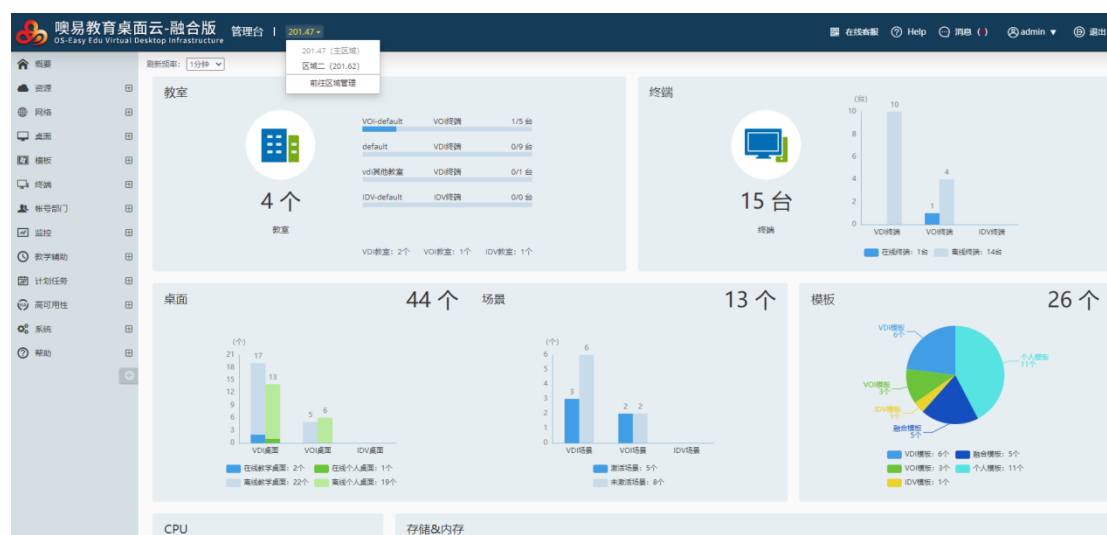 噢易教育桌面云-融合版 管理台 | 201.47
OS-Easy Edu Virtual Desktop Infrastructure
在线客服 Help 消息 () admin ▼ 退出
201.47 (主区域)
区域二 (201.62)
前往区域管理
概要
资源
网络
桌面
模板
终端
帐号部门
监控
教学辅助
计划任务
高可用性
系统
帮助
刷新频率: 1分钟
教室
4 个
教室
VOI-default VOI终端 1/5 台
default VDI终端 0/9 台
vdi其他教室 VDI终端 0/1 台
IDV-default IDV终端 0/0 台
VDI教室: 2个 VOI教室: 1个 IDV教室: 1个
终端
15 台
终端
(台)
10
8
6
4
2
0
10
1
4
VDI终端 VOI终端 IDV终端
在线终端: 1台 离线终端: 14台
桌面 44 个
(个)
21
18
15
12
9
6
3
0
17
13
5
6
VDI桌面 VOI桌面 IDV桌面
在线教学桌面: 2个 在线个人桌面: 1个
离线教学桌面: 22个 离线个人桌面: 19个
场景 13 个
(个)
6
5
4
3
2
1
0
3
6
2
2
VDI场景 VOI场景 IDV场景
激活场景: 5个
未激活场景: 8个
模板 26 个
VDI模板
6个
VOI模板
3个
IDV模板
1个
融合模板
5个
个人模板
11个
VDI模板: 6个 融合模板: 5个
VOI模板: 3个 个人模板: 11个
IDV模板: 1个
CPU
存储&内存